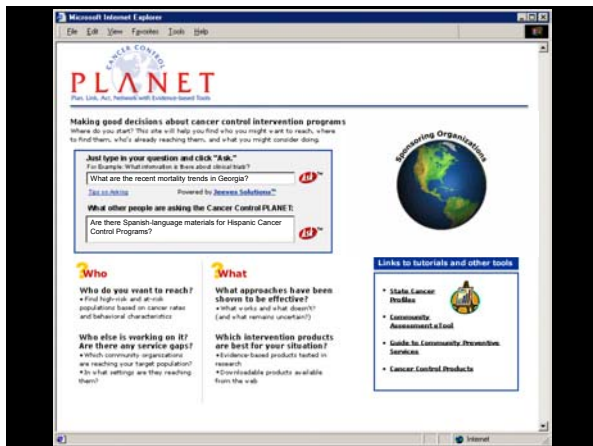 Microsoft Internet Explorer
File Edit View Favorites Tools Help
CANCER CONTROL
PLANET
Plan, Link, Act, Network with Evidence-based Tools
Making good decisions about cancer control intervention programs
Where do you start? This site will help you find who you might want to reach, where
to find them, who's already reaching them, and what you might consider doing.
Just type in your question and click "Ask."
For Example: What information is there about clinical trials?
What are the recent mortality trends in Georgia?
Ask™
Tips on Asking Powered by Jeeves Solutions™
What other people are asking the Cancer Control PLANET:
Are there Spanish-language materials for Hispanic Cancer
Control Programs?
Ask™
Sponsoring Organizations
?Who
Who do you want to reach?
• Find high-risk and at-risk
populations based on cancer rates
and behavioral characteristics
Who else is working on it?
Are there any service gaps?
• Which community organizations
are reaching your target population?
• In what settings are they reaching
them?
?What
What approaches have been
shown to be effective?
• What works and what doesn't?
(and what remains uncertain?)
Which intervention products
are best for your situation?
• Evidence-based products tested in
research
• Downloadable products available
from the web
Links to tutorials and other tools
• State Cancer
Profiles
• Community
Assessment eTool
• Guide to Community Preventive
Services
• Cancer Control Products
Internet